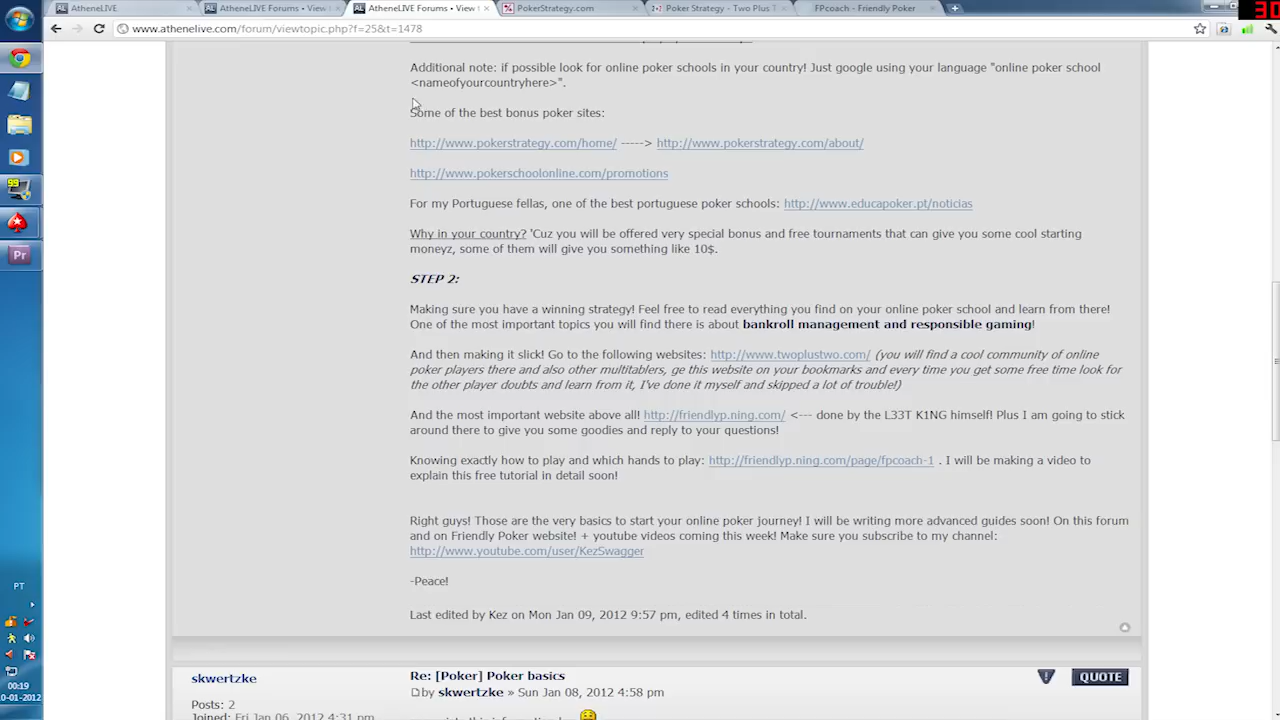 AtheneLIVE
AtheneLIVE Forums • View
AtheneLIVE Forums • View
PokerStrategy.com
Poker Strategy - Two Plus T
FPcoach - Friendly Poker
30
www.athenelive.com/forum/viewtopic.php?f=25&t=1478
Additional note: if possible look for online poker schools in your country! Just google using your language "online poker school
<nameofyourcountryhere>".
Some of the best bonus poker sites:
http://www.pokerstrategy.com/home/ -----> http://www.pokerstrategy.com/about/
http://www.pokerschoolonline.com/promotions
For my Portuguese fellas, one of the best portuguese poker schools: http://www.educapoker.pt/noticias
Why in your country? 'Cuz you will be offered very special bonus and free tournaments that can give you some cool starting
moneyz, some of them will give you something like 10$.
STEP 2:
Making sure you have a winning strategy! Feel free to read everything you find on your online poker school and learn from there!
One of the most important topics you will find there is about bankroll management and responsible gaming!
And then making it slick! Go to the following websites: http://www.twoplustwo.com/ (you will find a cool community of online
poker players there and also other multitablers, ge this website on your bookmarks and every time you get some free time look for
the other player doubts and learn from it, I've done it myself and skipped a lot of trouble!)
And the most important website above all! http://friendlyp.ning.com/ <--- done by the L33T K1NG himself! Plus I am going to stick
around there to give you some goodies and reply to your questions!
Knowing exactly how to play and which hands to play: http://friendlyp.ning.com/page/fpcoach-1 . I will be making a video to
explain this free tutorial in detail soon!
Right guys! Those are the very basics to start your online poker journey! I will be writing more advanced guides soon! On this forum
and on Friendly Poker website! + youtube videos coming this week! Make sure you subscribe to my channel:
http://www.youtube.com/user/KezSwagger
-Peace!
Last edited by Kez on Mon Jan 09, 2012 9:57 pm, edited 4 times in total.
skwertzke
Re: [Poker] Poker basics
QUOTE
by skwertzke » Sun Jan 08, 2012 4:58 pm
Posts: 2
Joined: Fri Jan 06, 2012 4:31 pm
99
Pr
PT
00:19
0-01-2012